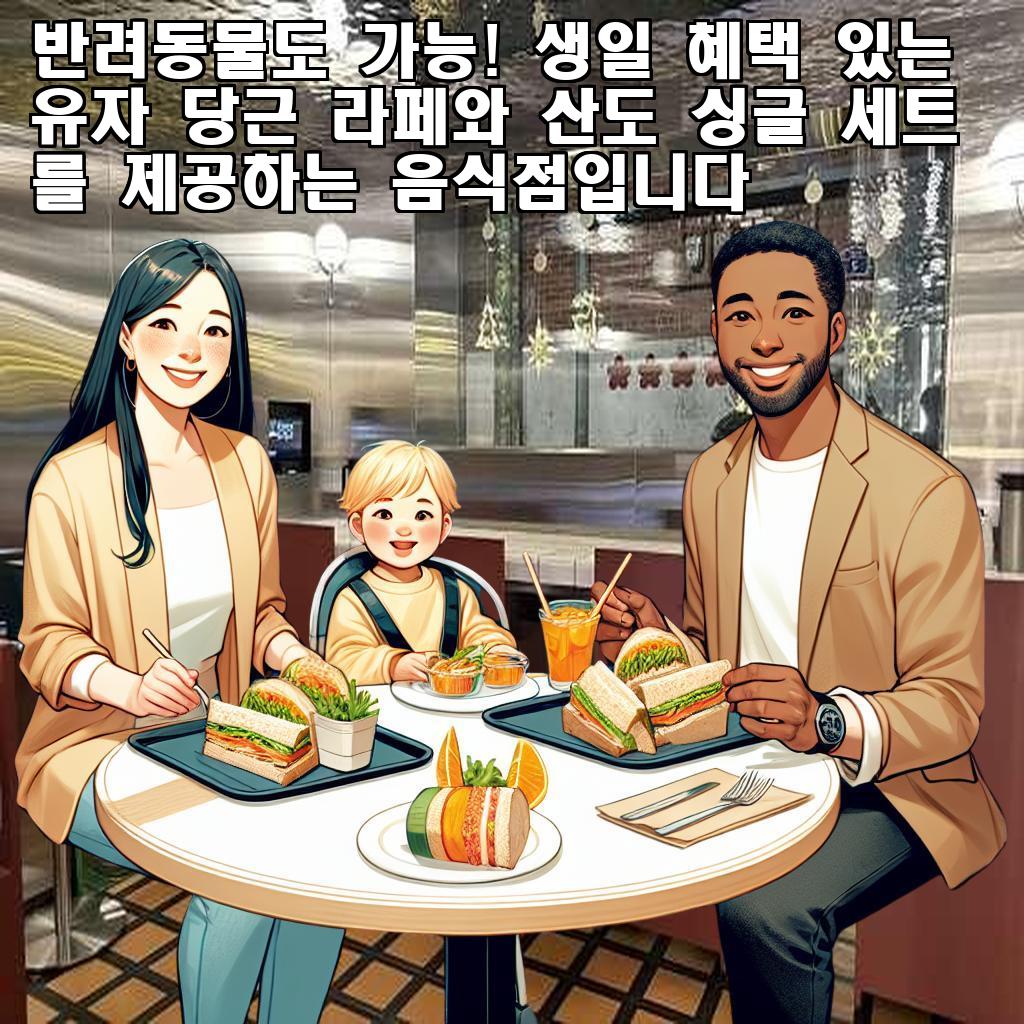 반려동물도 가능! 생일 혜택 있는
유자 당근 라페와 산도 싱글 세트
를 제공하는 음식점입니다